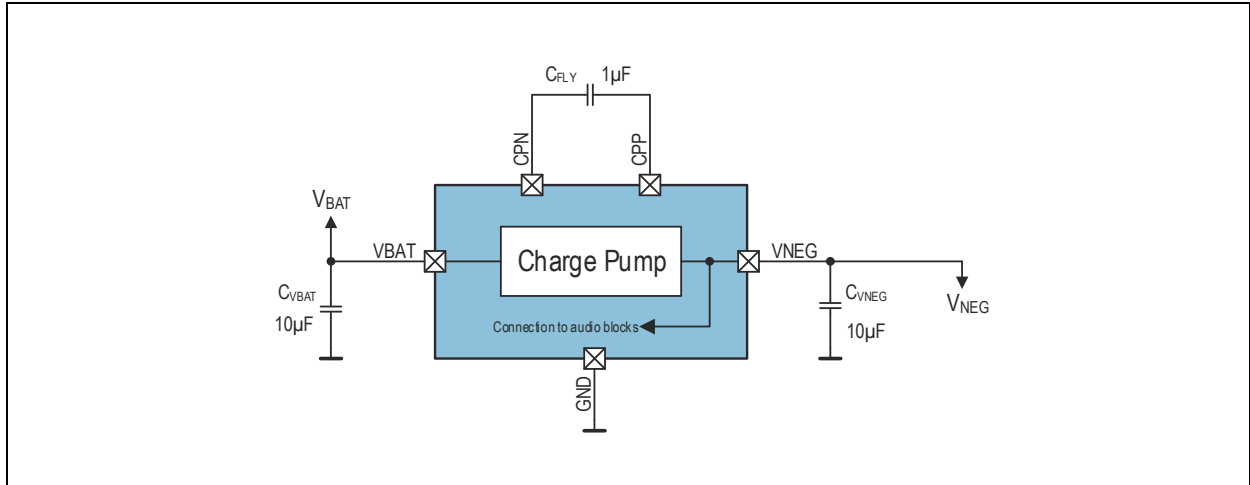 CFLY 1µF
CPN
CPP
VBAT
VBAT
Charge Pump
VNEG
CVBAT
10µF
CVNEG
10µF
VNEG
Connection to audio blocks
GND